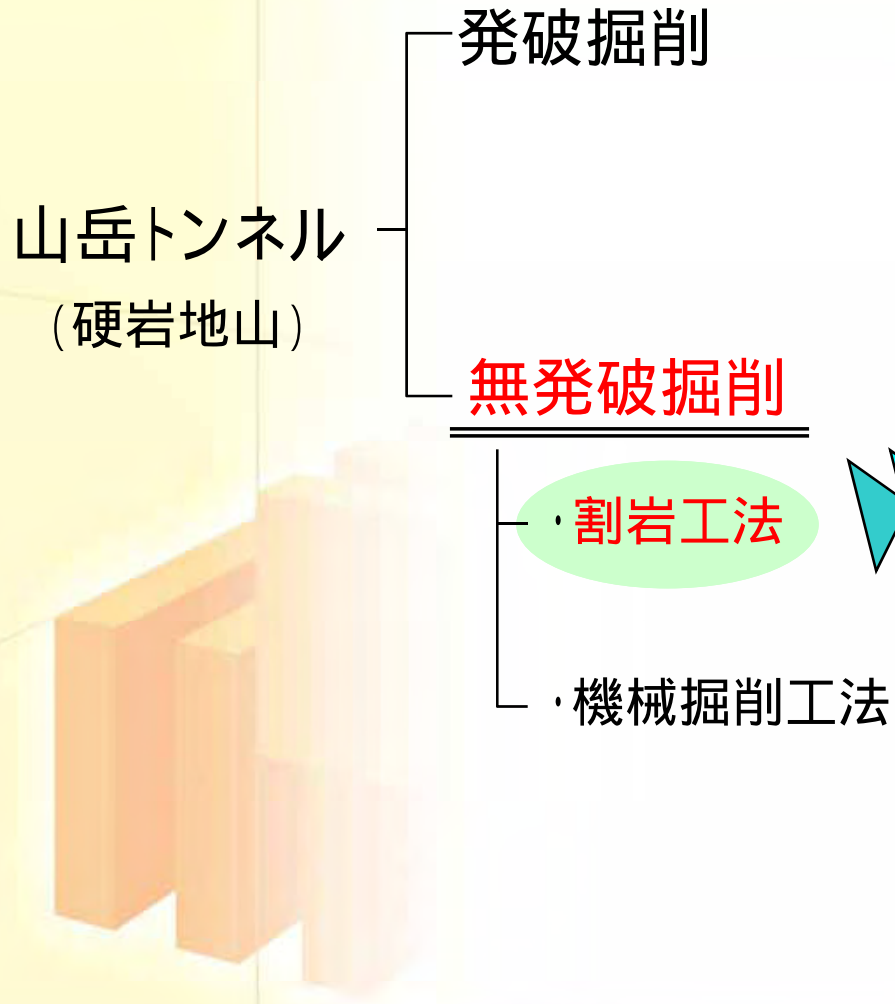 発破掘削
山岳トンネル
（硬岩地山）
無発破掘削
・割岩工法
・機械掘削工法